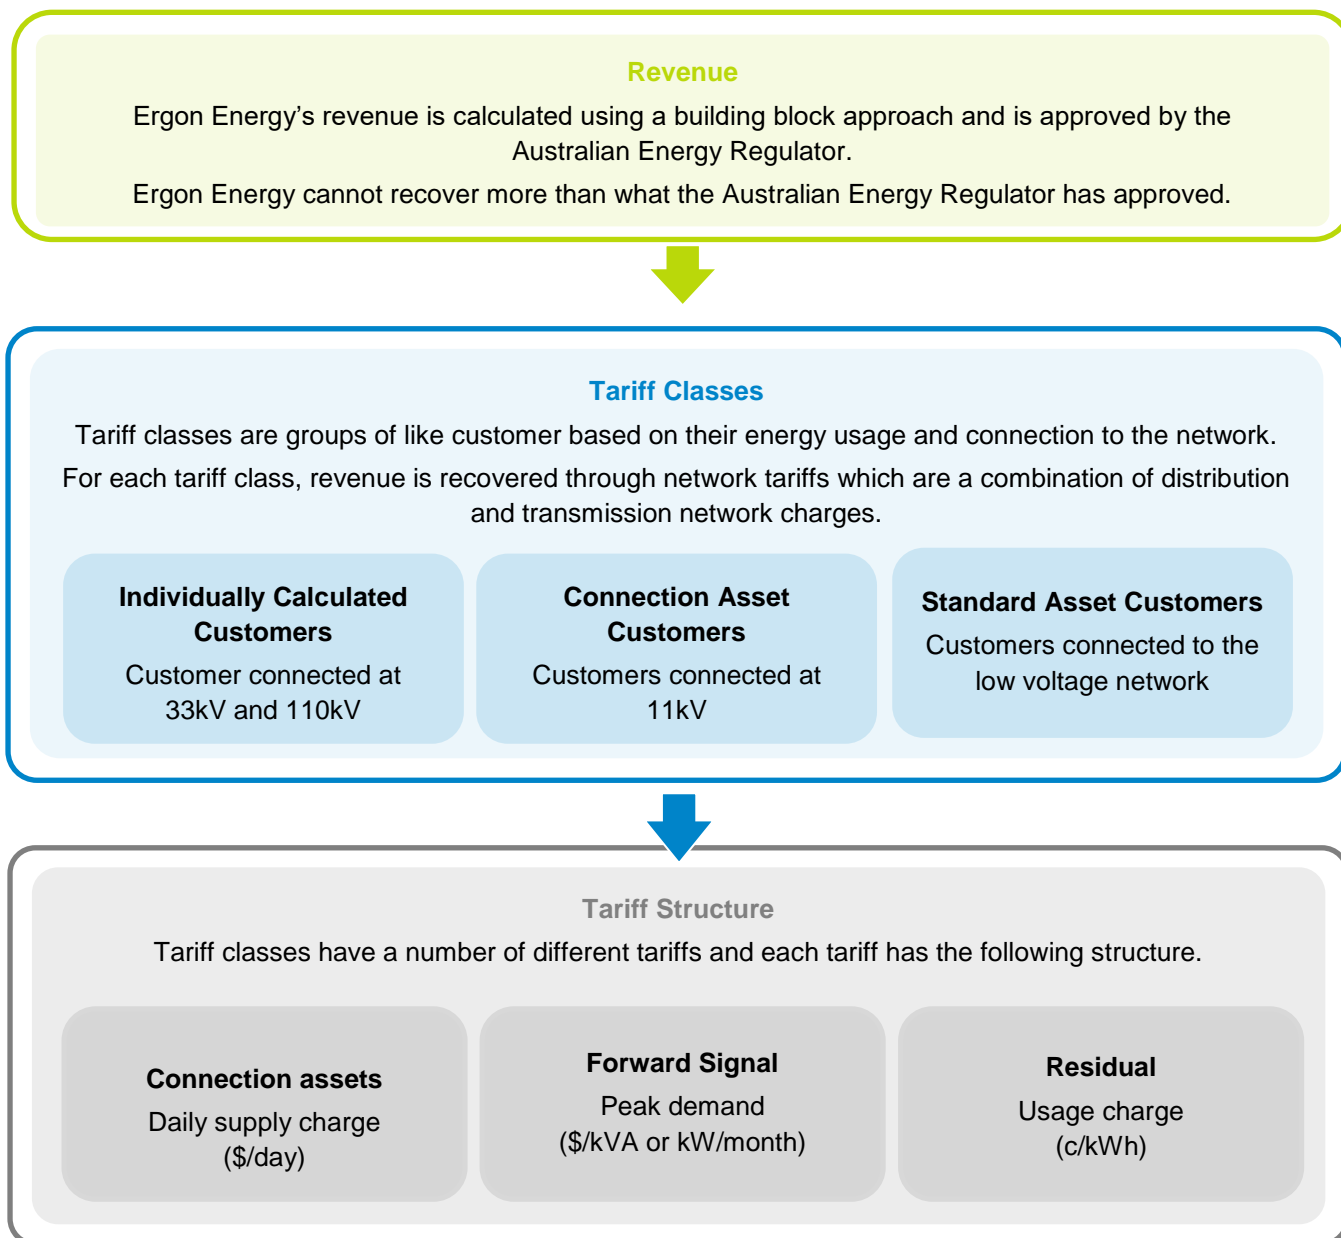 Revenue
Ergon Energy’s revenue is calculated using a building block approach and is approved by the
Australian Energy Regulator.
Ergon Energy cannot recover more than what the Australian Energy Regulator has approved.
Tariff Classes
Tariff classes are groups of like customer based on their energy usage and connection to the network.
For each tariff class, revenue is recovered through network tariffs which are a combination of distribution
and transmission network charges.
Individually Calculated
Customers
Customer connected at
33kV and 110kV
Connection Asset
Customers
Customers connected at
11kV
Standard Asset Customers
Customers connected to the
low voltage network
Tariff Structure
Tariff classes have a number of different tariffs and each tariff has the following structure.
Connection assets
Daily supply charge
($/day)
Forward Signal
Peak demand
($/kVA or kW/month)
Residual
Usage charge
(c/kWh)